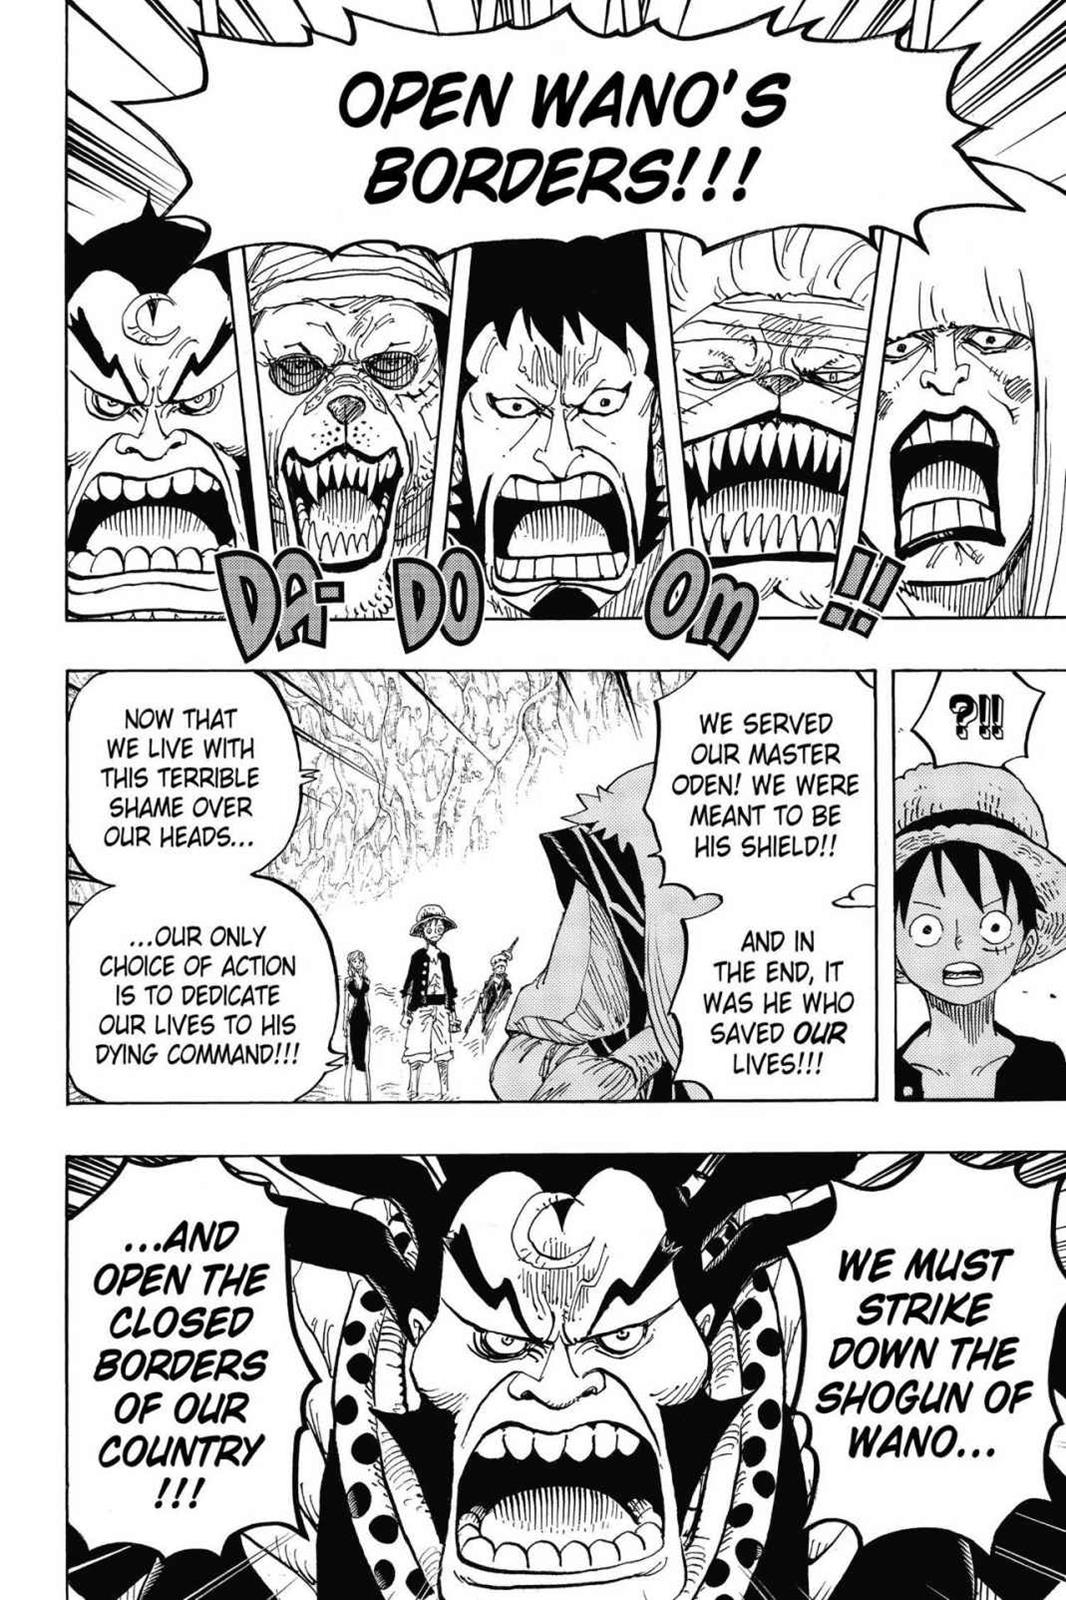 OPEN WANO'S
BORDERS!!!
DA- DO OM!!
?!!
WE SERVED
OUR MASTER
ODEN! WE WERE
MEANT TO BE
HIS SHIELD!!
AND IN
THE END, IT
WAS HE WHO
SAVED OUR
LIVES!!!
NOW THAT
WE LIVE WITH
THIS TERRIBLE
SHAME OVER
OUR HEADS...
...OUR ONLY
CHOICE OF ACTION
IS TO DEDICATE
OUR LIVES TO HIS
DYING COMMAND!!!
WE MUST
STRIKE
DOWN THE
SHOGUN OF
WANO...
...AND
OPEN THE
CLOSED
BORDERS
OF OUR
COUNTRY
!!!